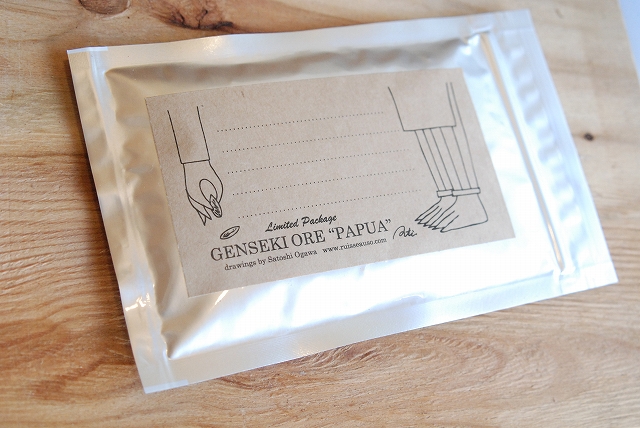 Limited Package
GENSEKI ORE "PAPUA"
drawings by Satoshi Ogawa www.ruisseauso.com